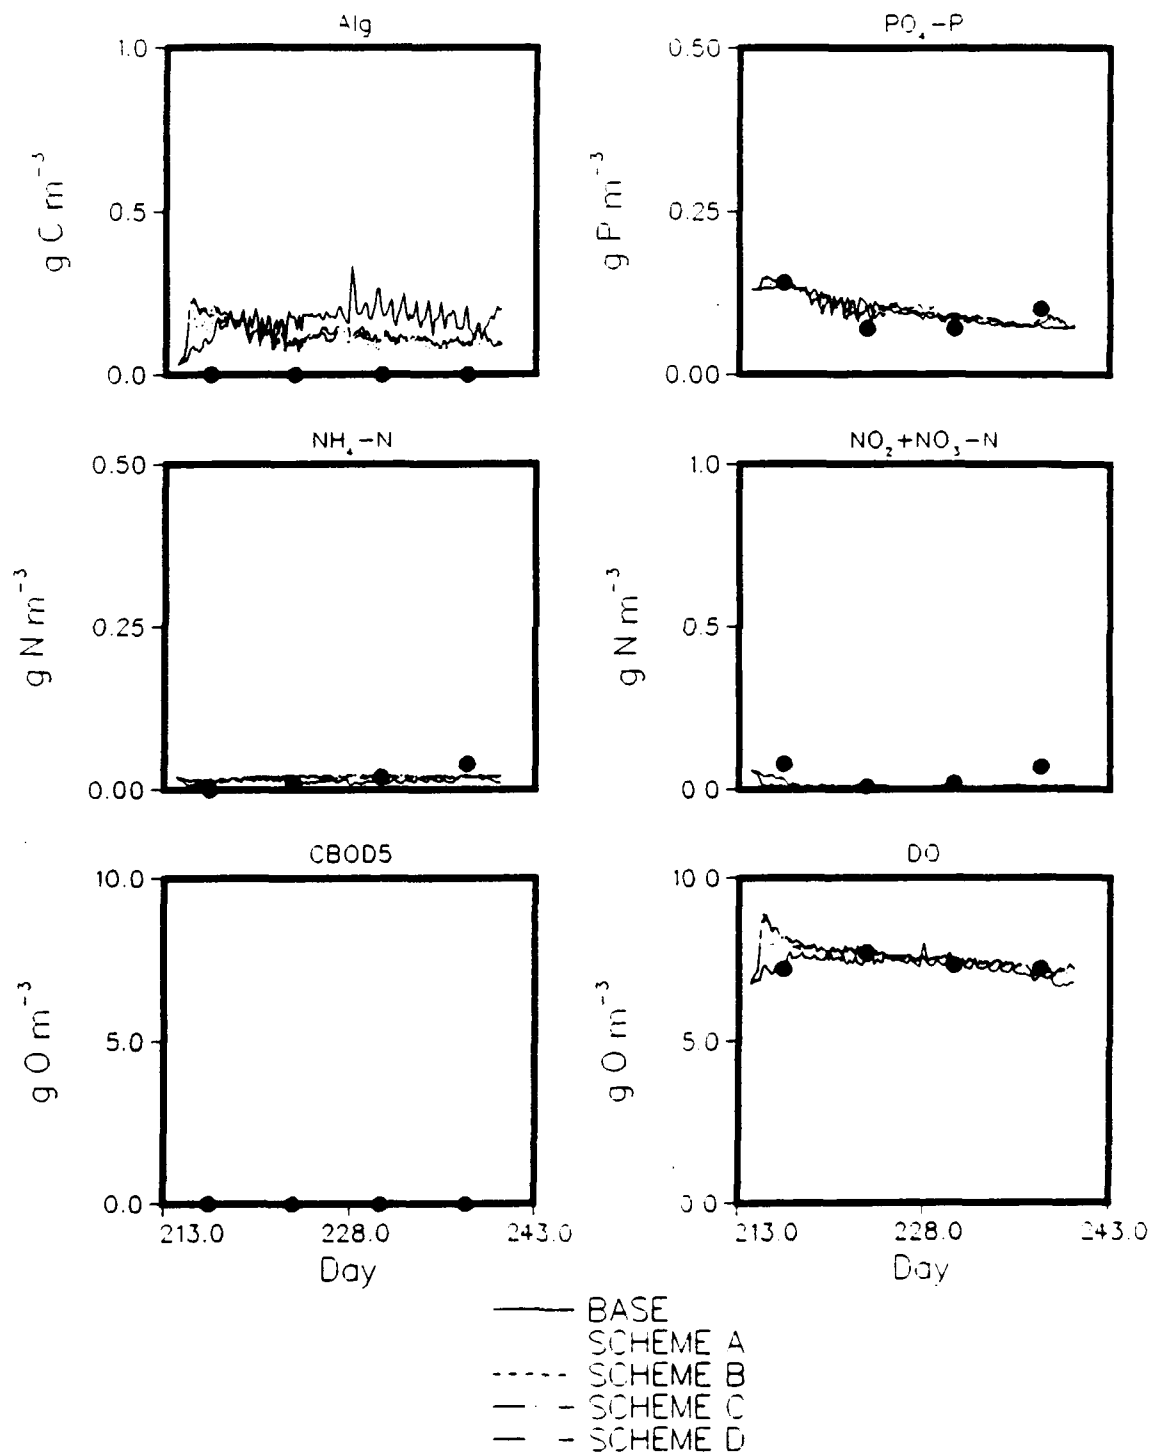 Alg
1.0
0.5
0.0
g C m⁻³
PO₄-P
0.50
0.25
0.00
g P m⁻³
NH₄-N
0.50
0.25
0.00
g N m⁻³
NO₂+NO₃-N
1.0
0.5
0.0
g N m⁻³
CBOD5
10.0
5.0
0.0
g O m⁻³
213.0 228.0 243.0
Day
DO
10.0
5.0
0.0
g O m⁻³
213.0 228.0 243.0
Day
BASE
SCHEME A
SCHEME B
SCHEME C
SCHEME D